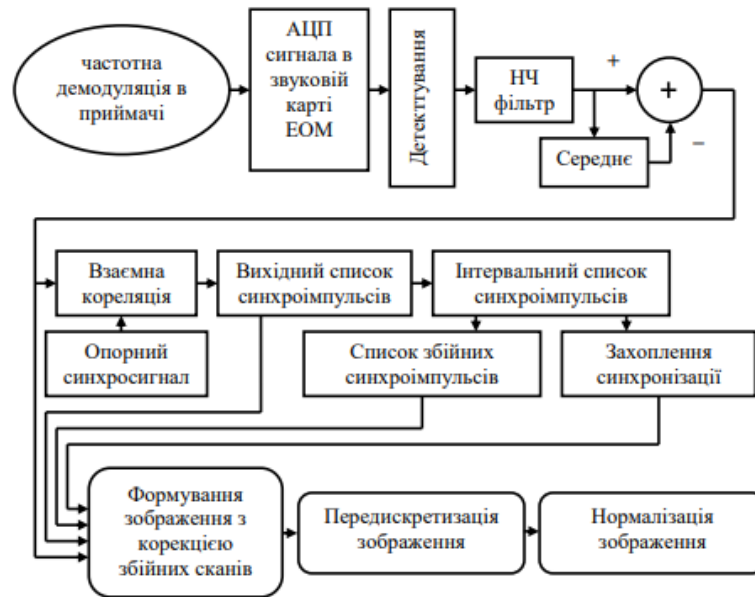 частотна
демодуляція в
приймачі
АЦП
сигнала в
звуковій
карті
ЕОМ
Детекттування
НЧ
фільтр
+
+
Середнє
−
Взаємна
кореляція
Вихідний список
синхроімпульсів
Інтервальний список
синхроімпульсів
Опорний
синхросигнал
Список збійних
синхроімпульсів
Захоплення
синхронізації
Формування
зображення з
корекцією
збійних сканів
Передискретизація
зображення
Нормалізація
зображення